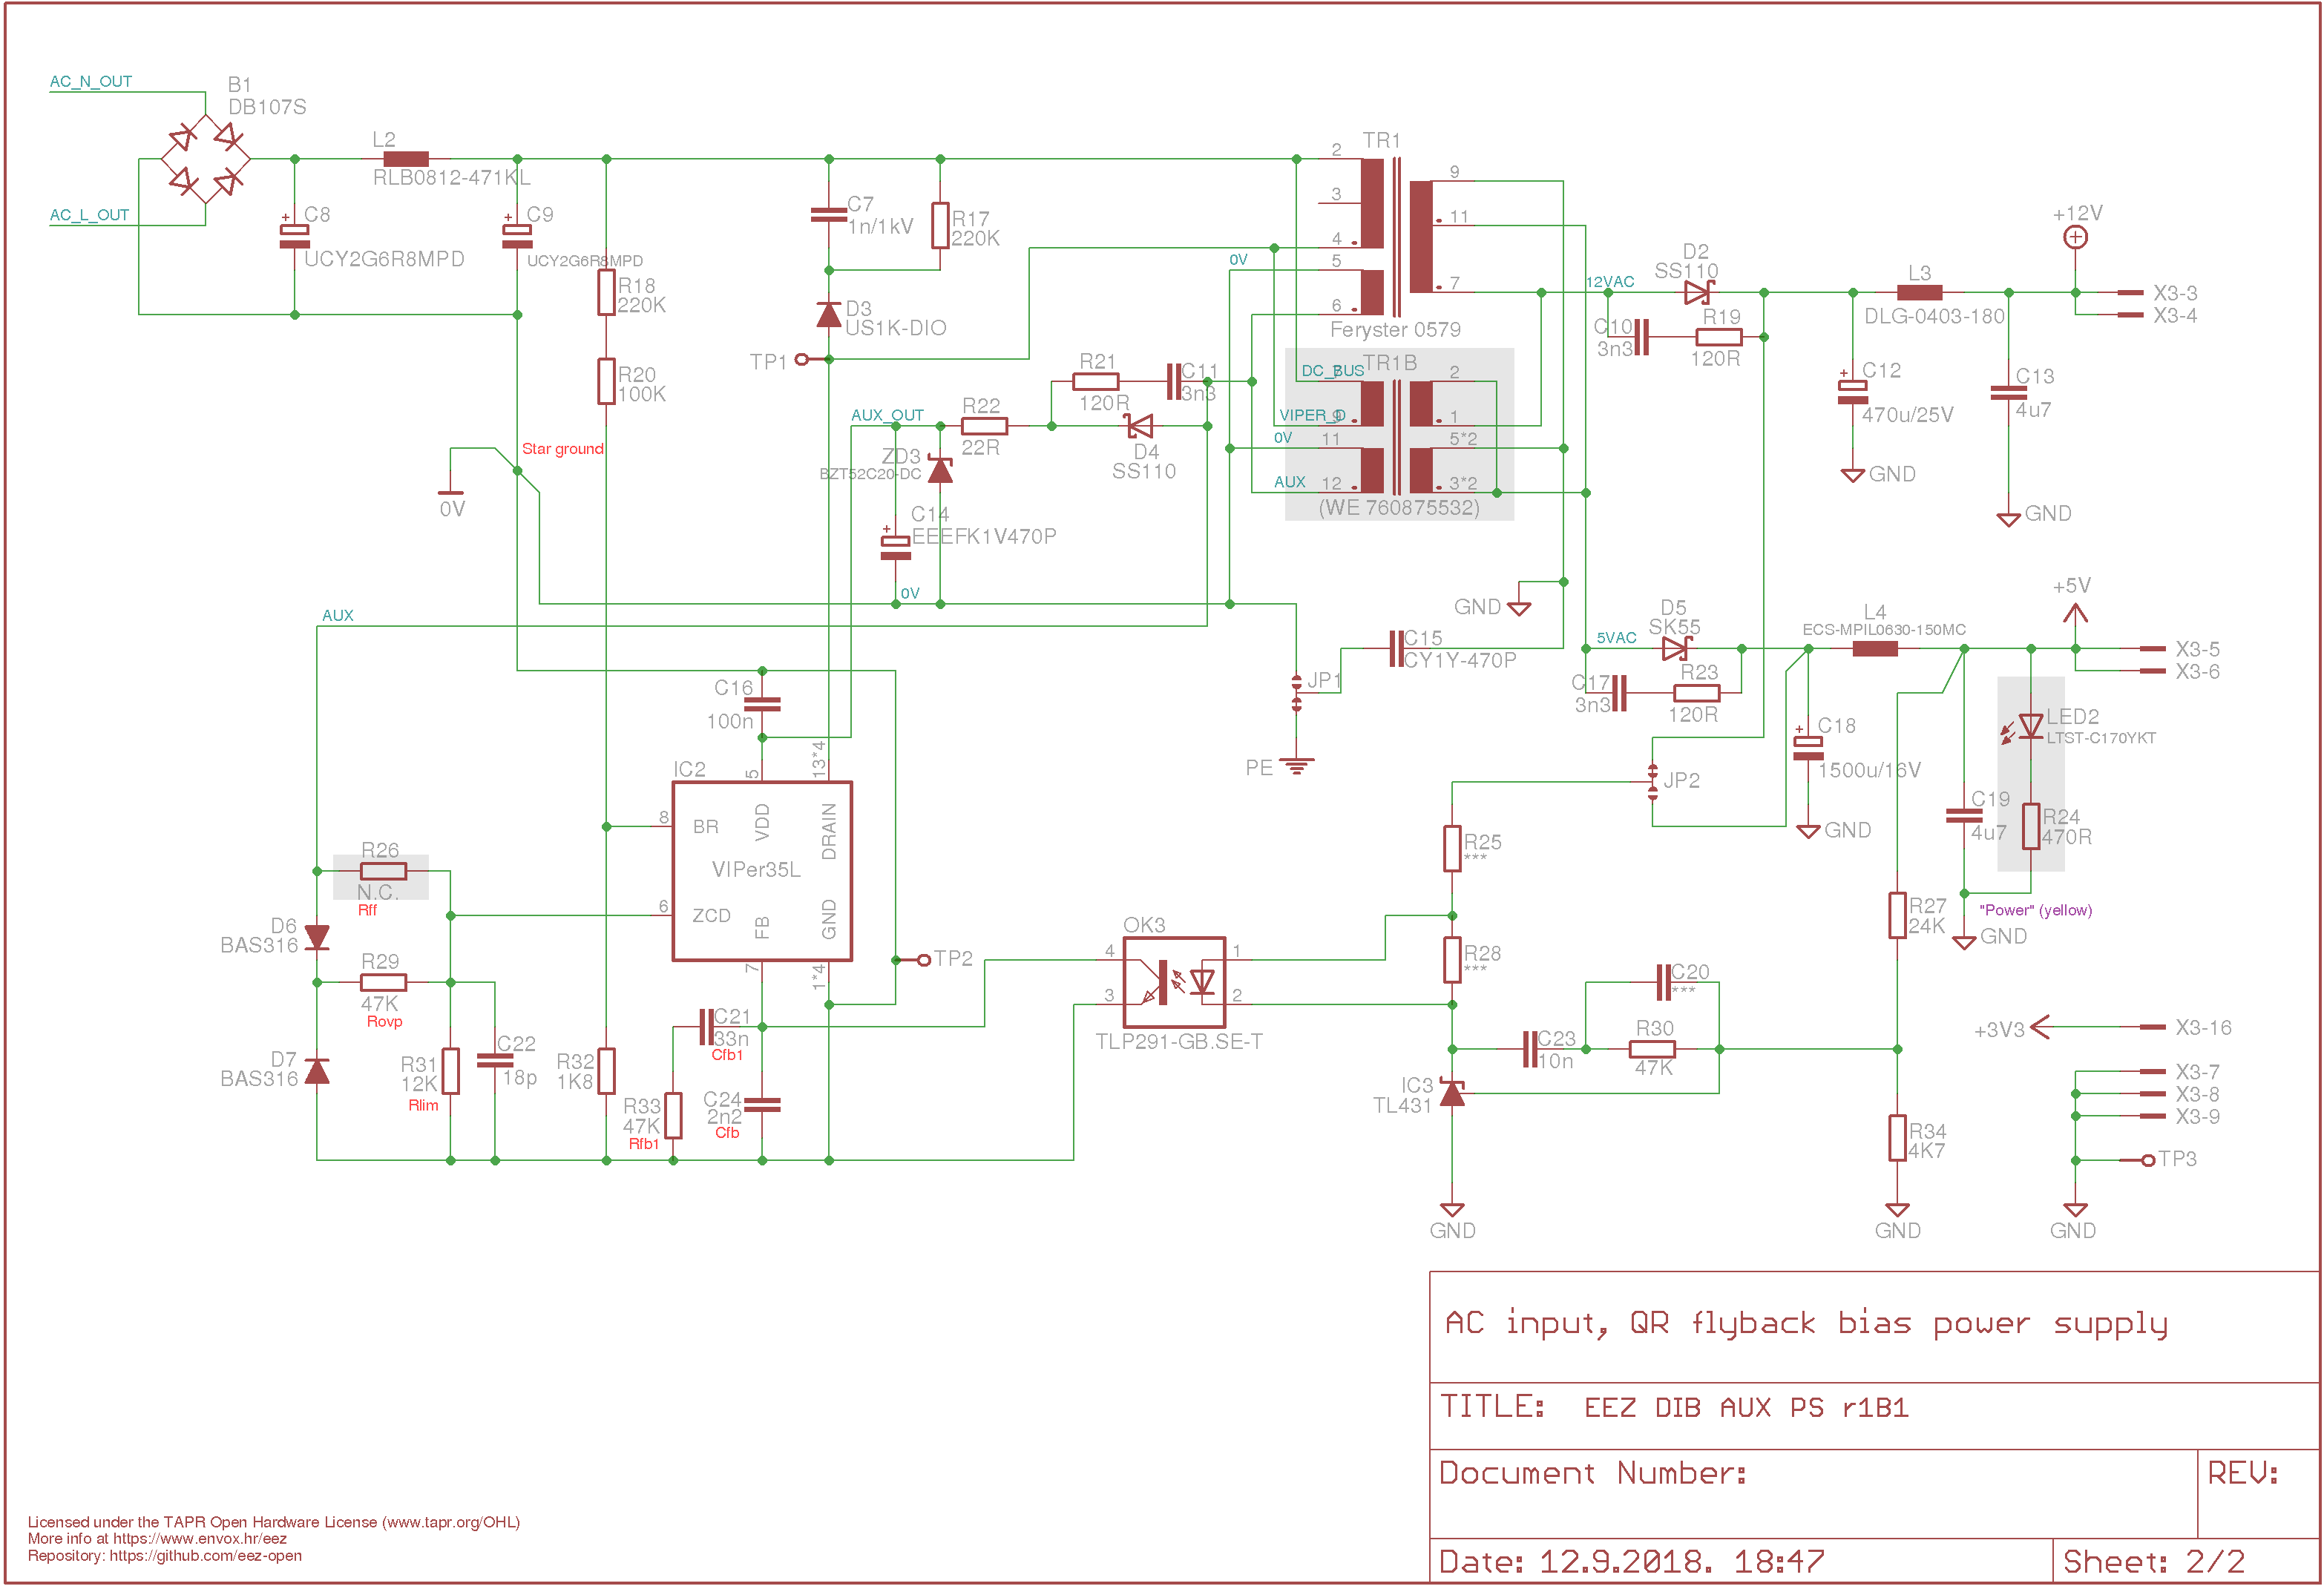 AC_N_OUT
B1
DB107S
AC_L_OUT
L2
RLB0812-471KL
C8
UCY2G6R8MPD
C9
UCY2G6R8MPD
R18
220K
R20
100K
C7
1n/1kV
R17
220K
D3
US1K-DIO
TP1
TR1
2
3
4
5
6
9
11
7
0V
Feryster 0579
TR1B
DC_BUS
7
VIPER_D
9
0V
11
AUX
12
2
1
5*2
3*2
(WE 760875532)
12VAC
D2
SS110
C10
3n3
R19
120R
L3
DLG-0403-180
+12V
X3-3
X3-4
C12
470u/25V
GND
C13
4u7
GND
R21
120R
C11
3n3
AUX_OUT
R22
22R
D4
SS110
ZD3
BZT52C20-DC
C14
EEEFK1V470P
0V
Star ground
0V
AUX
GND
C15
CY1Y-470P
JP1
PE
5VAC
D5
SK55
C17
3n3
R23
120R
L4
ECS-MPIL0630-150MC
+5V
X3-5
X3-6
JP2
C18
1500u/16V
GND
C19
4u7
LED2
LTST-C170YKT
R24
470R
"Power" (yellow)
GND
C16
100n
IC2
5
13*4
8
BR
VDD
DRAIN
VIPer35L
6
ZCD
FB
GND
7
1*4
TP2
R26
N.C.
Rff
D6
BAS316
R29
47K
Rovp
D7
BAS316
R31
12K
Rlim
C22
18p
R32
1K8
R33
47K
Rfb1
C21
33n
Cfb1
C24
2n2
Cfb
OK3
4
3
1
2
TLP291-GB.SE-T
R25
***
R28
***
C20
***
C23
10n
R30
47K
IC3
TL431
GND
R27
24K
R34
4K7
GND
+3V3
X3-16
X3-7
X3-8
X3-9
TP3
GND
AC input, QR flyback bias power supply
TITLE: EEZ DIB AUX PS r1B1
Document Number:
REV:
Date: 12.9.2018. 18:47
Sheet: 2/2
Licensed under the TAPR Open Hardware License (www.tapr.org/OHL)
More info at https://www.envox.hr/eez
Repository: https://github.com/eez-open